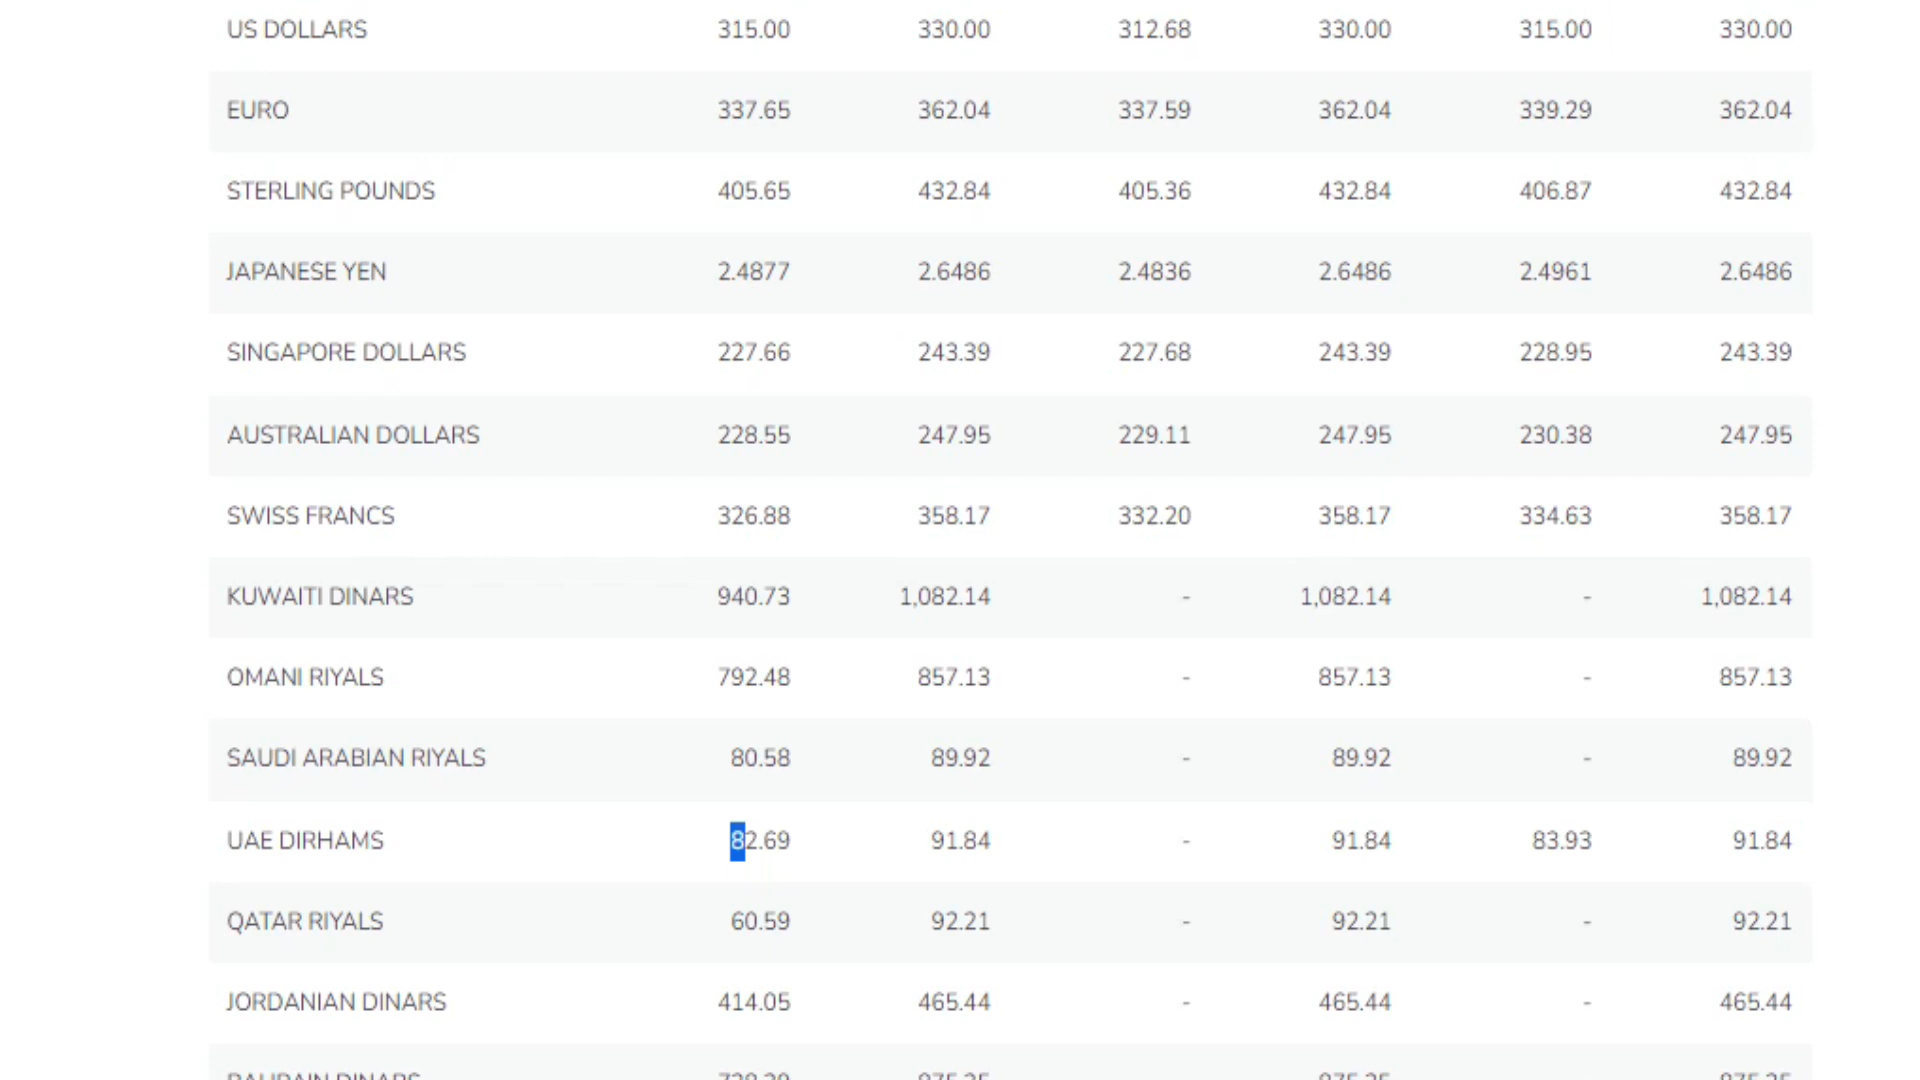 US DOLLARS 315.00 330.00 312.68 330.00 315.00 330.00
EURO 337.65 362.04 337.59 362.04 339.29 362.04
STERLING POUNDS 405.65 432.84 405.36 432.84 406.87 432.84
JAPANESE YEN 2.4877 2.6486 2.4836 2.6486 2.4961 2.6486
SINGAPORE DOLLARS 227.66 243.39 227.68 243.39 228.95 243.39
AUSTRALIAN DOLLARS 228.55 247.95 229.11 247.95 230.38 247.95
SWISS FRANCS 326.88 358.17 332.20 358.17 334.63 358.17
KUWAITI DINARS 940.73 1,082.14 - 1,082.14 - 1,082.14
OMANI RIYALS 792.48 857.13 - 857.13 - 857.13
SAUDI ARABIAN RIYALS 80.58 89.92 - 89.92 - 89.92
UAE DIRHAMS 82.69 91.84 - 91.84 83.93 91.84
QATAR RIYALS 60.59 92.21 - 92.21 - 92.21
JORDANIAN DINARS 414.05 465.44 - 465.44 - 465.44
BAHRAIN DINARS